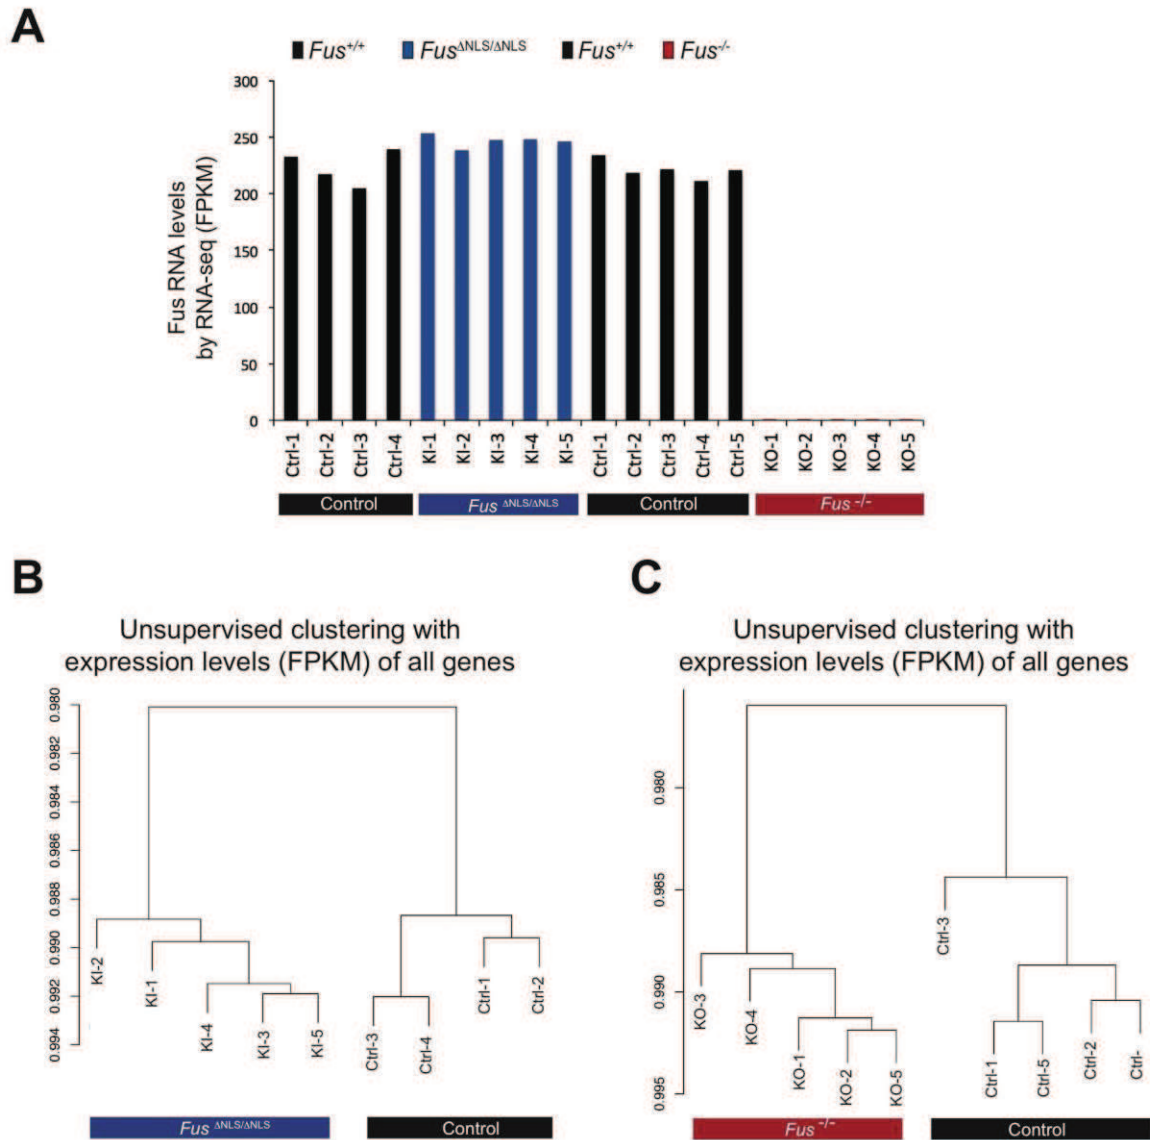 A
Fus+/+ FusΔNLS/ΔNLS Fus+/+ Fus-/-
Fus RNA levels
by RNA-seq (FPKM)
300
250
200
150
100
50
0
Ctrl-1 Ctrl-2 Ctrl-3 Ctrl-4 KI-1 KI-2 KI-3 KI-4 KI-5 Ctrl-1 Ctrl-2 Ctrl-3 Ctrl-4 Ctrl-5 KO-1 KO-2 KO-3 KO-4 KO-5
Control Fus ΔNLS/ΔNLS Control Fus -/-
B
Unsupervised clustering with
expression levels (FPKM) of all genes
0.980
0.982
0.984
0.986
0.988
0.990
0.992
0.994
KI-2
KI-1
KI-4
KI-3
KI-5
Ctrl-3
Ctrl-4
Ctrl-1
Ctrl-2
Fus ΔNLS/ΔNLS Control
C
Unsupervised clustering with
expression levels (FPKM) of all genes
0.980
0.985
0.990
0.995
KO-3
KO-4
KO-1
KO-2
KO-5
Ctrl-3
Ctrl-1
Ctrl-5
Ctrl-2
Ctrl-
Fus -/- Control